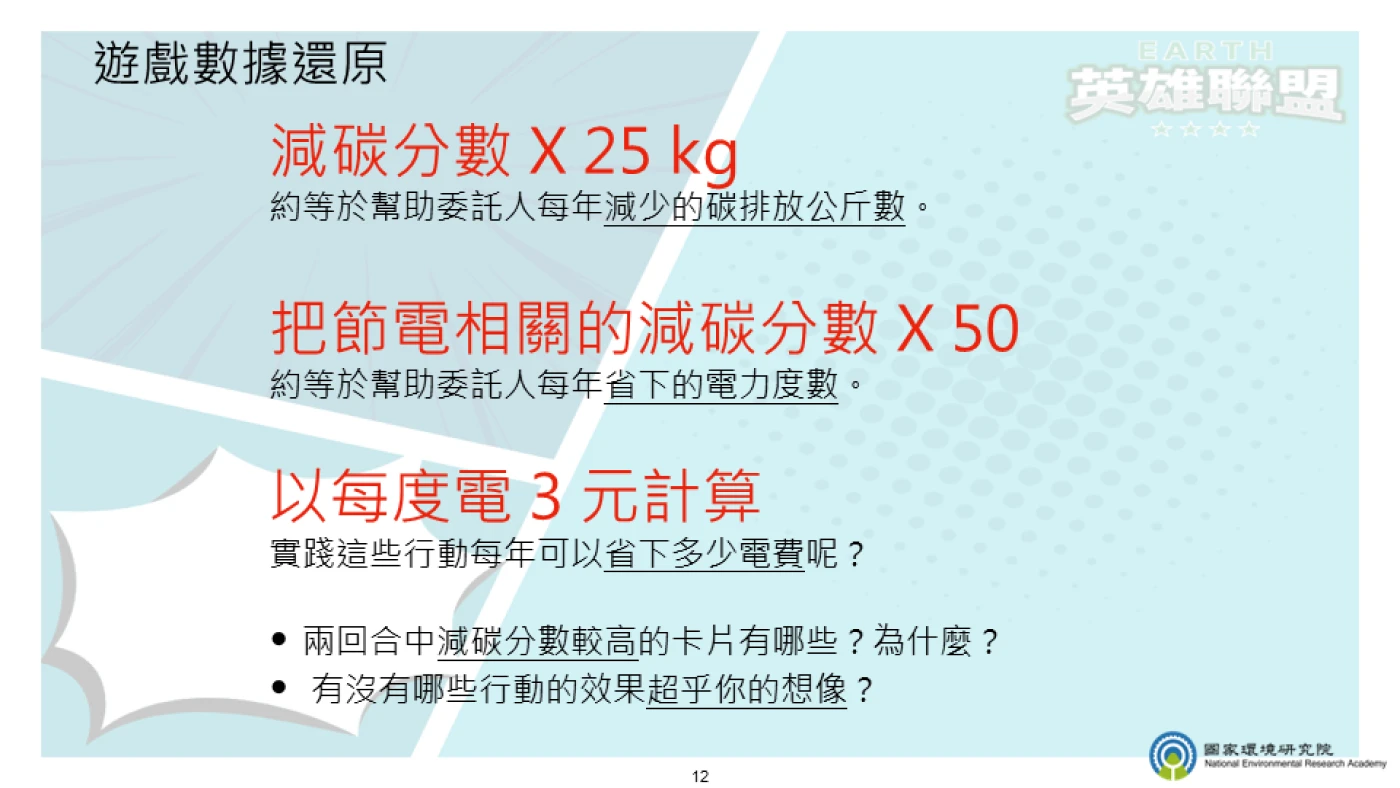 遊戲數據還原
EARTH
英雄聯盟
減碳分數 X 25 kg
約等於幫助委託人每年減少的碳排放公斤數。
把節電相關的減碳分數 X 50
約等於幫助委託人每年省下的電力度數。
以每度電 3 元計算
實踐這些行動每年可以省下多少電費呢？
• 兩回合中減碳分數較高的卡片有哪些？為什麼？
• 有沒有哪些行動的效果超乎你的想像？
國家環境研究院
National Environmental Research Academy
12